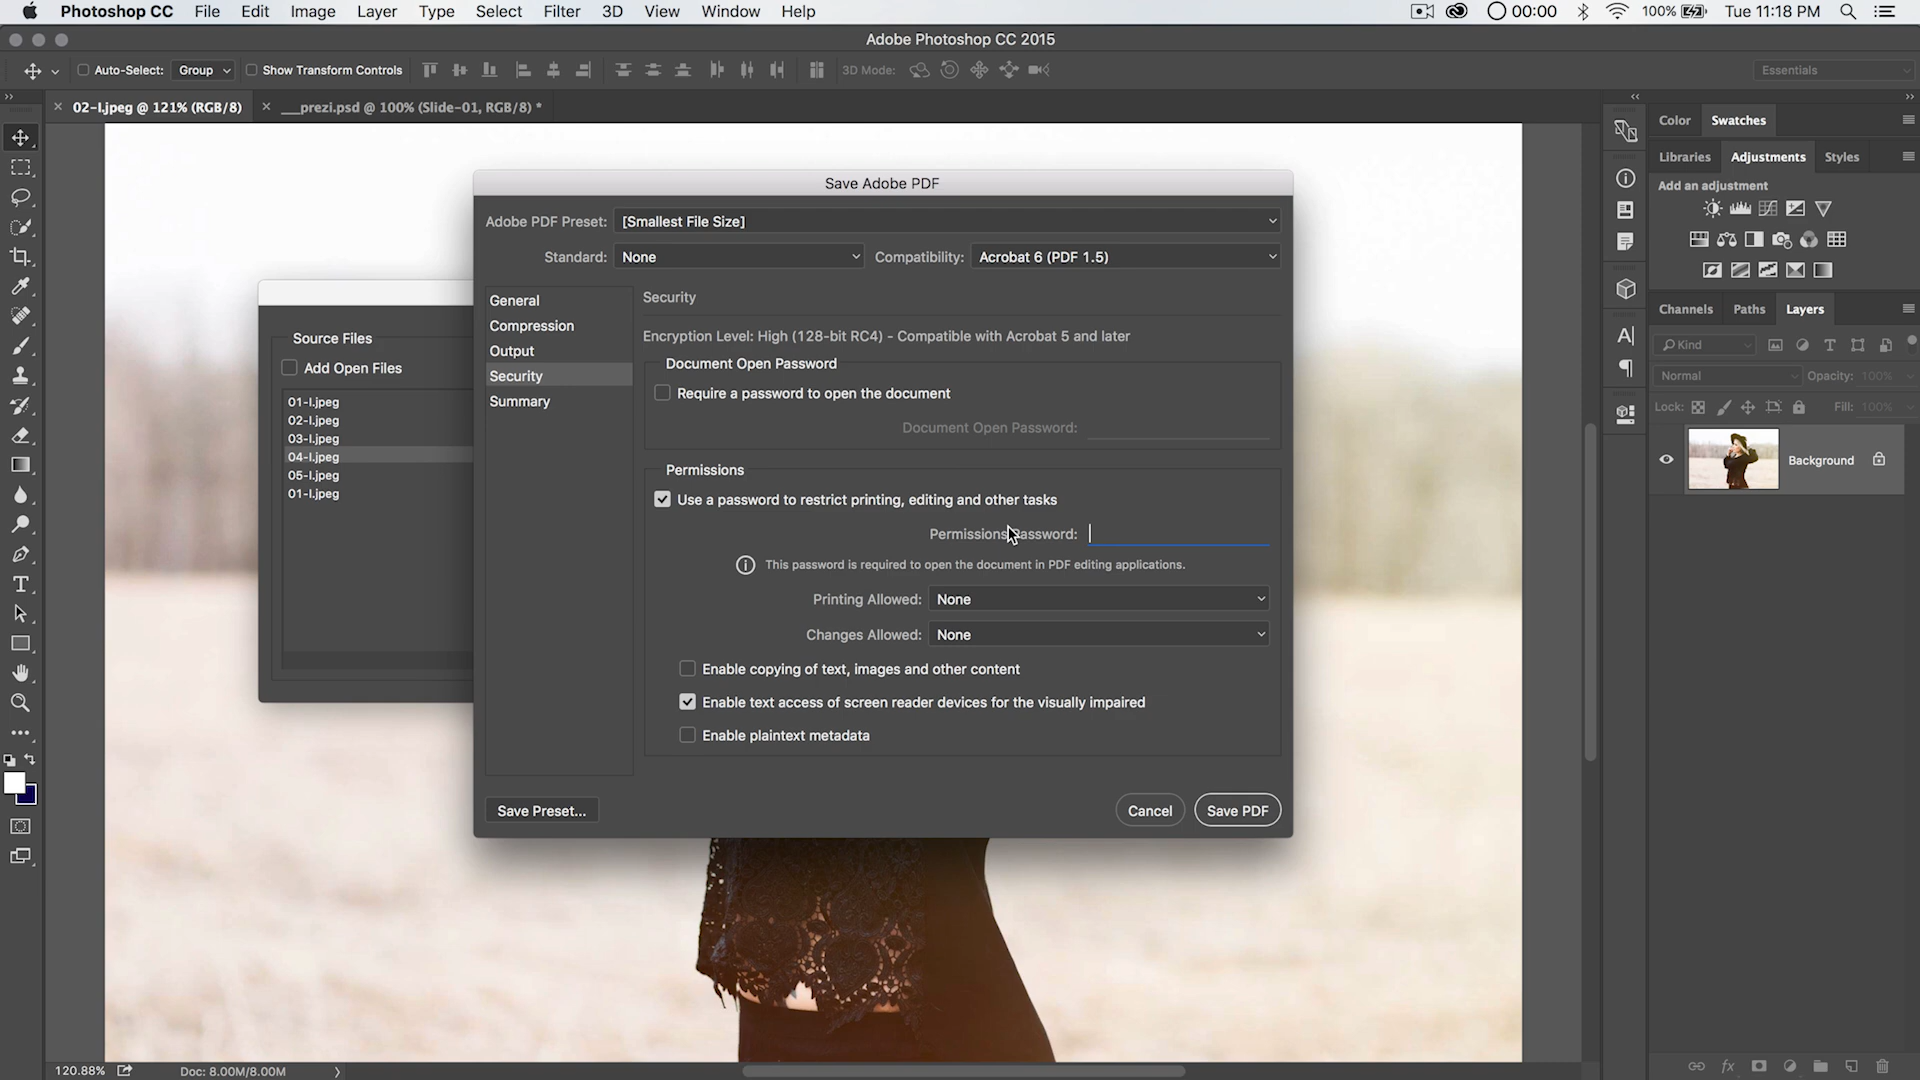 Photoshop CC File Edit Image Layer Type Select Filter 3D View Window Help 00:00 100% Tue 11:18 PM
Adobe Photoshop CC 2015
Auto-Select: Group Show Transform Controls 3D Mode: Essentials
02-l.jpeg @ 121% (RGB/8) ___prezi.psd @ 100% (Slide-01, RGB/8) *
Save Adobe PDF
Adobe PDF Preset: [Smallest File Size]
Standard: None Compatibility: Acrobat 6 (PDF 1.5)
General
Compression
Output
Security
Summary
Security
Encryption Level: High (128-bit RC4) - Compatible with Acrobat 5 and later
Document Open Password
Require a password to open the document
Document Open Password:
Permissions
Use a password to restrict printing, editing and other tasks
Permissions Password:
This password is required to open the document in PDF editing applications.
Printing Allowed: None
Changes Allowed: None
Enable copying of text, images and other content
Enable text access of screen reader devices for the visually impaired
Enable plaintext metadata
Save Preset... Cancel Save PDF
Source Files
Add Open Files
01-l.jpeg
02-l.jpeg
03-l.jpeg
04-l.jpeg
05-l.jpeg
01-l.jpeg
Color Swatches
Libraries Adjustments Styles
Add an adjustment
Channels Paths Layers
Kind
Normal Opacity: 100%
Lock: Fill: 100%
Background
120.88% Doc: 8.00M/8.00M